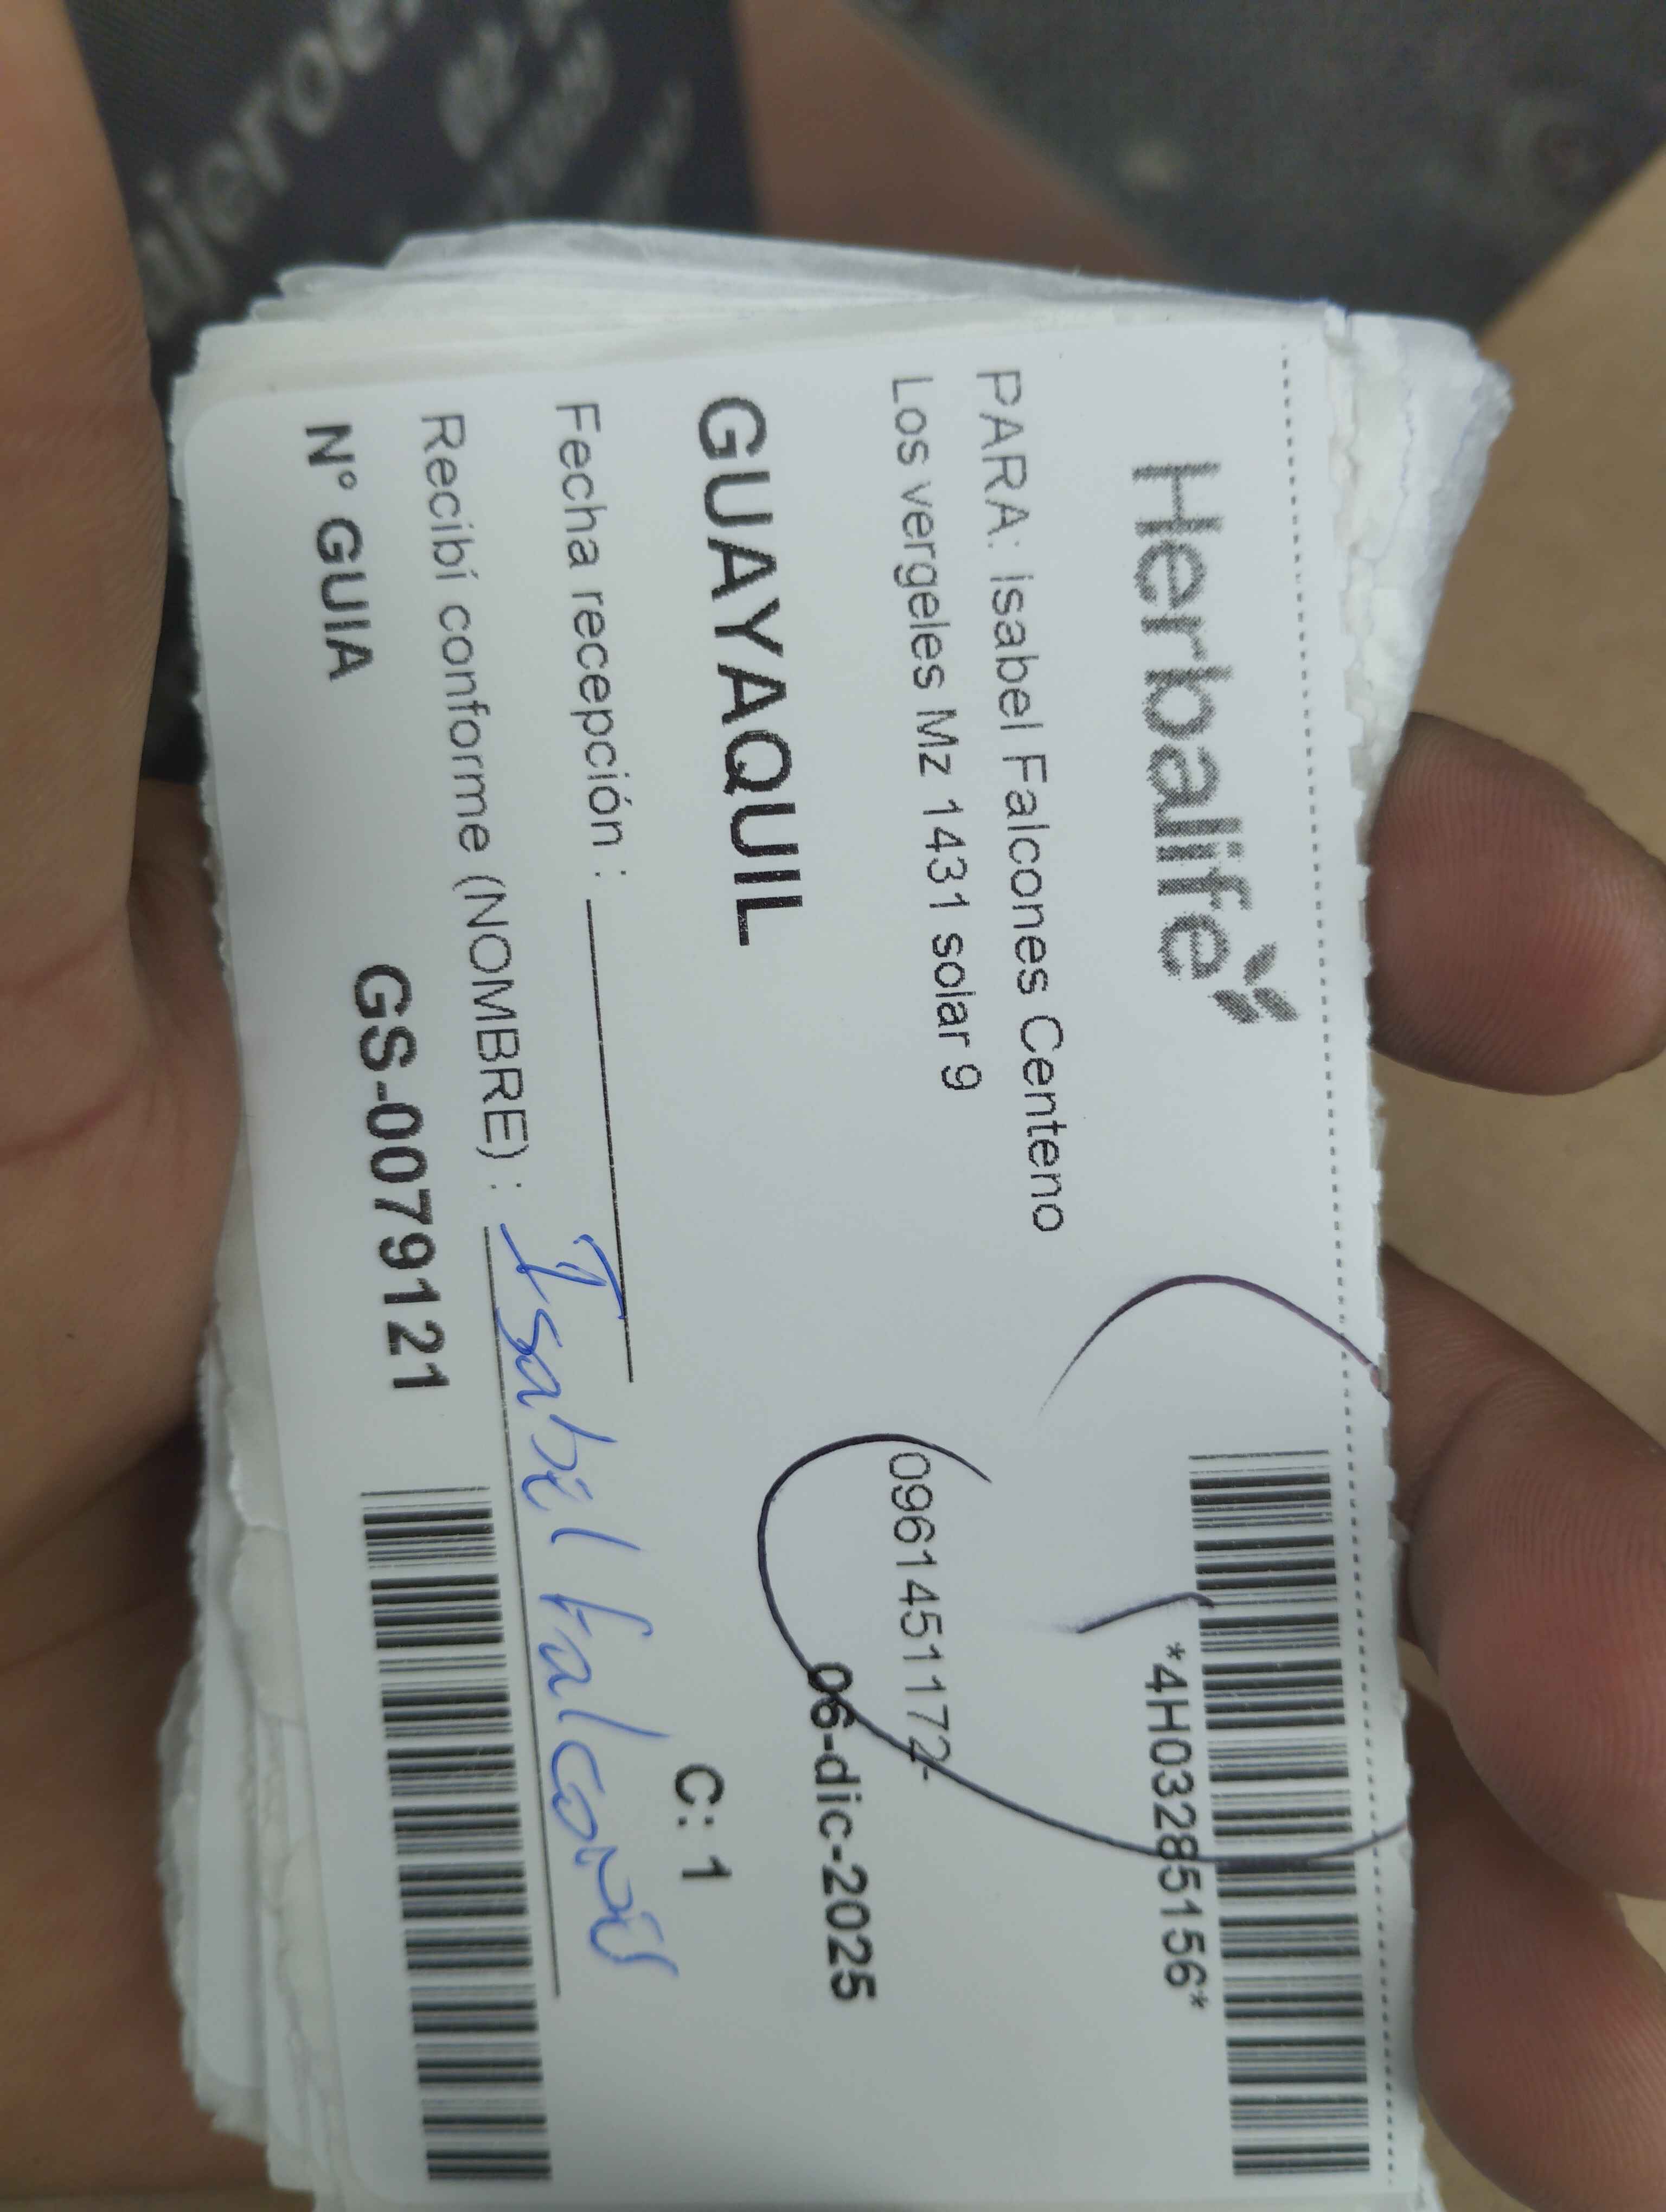 Herbalife
*4H03285156*
PARA: isabel Falcones Centeno
Los vergeles Mz 1431 solar 9
0961451172-
06-dic-2025
GUAYAQUIL
C: 1
Fecha recepción :
Recibí conforme (NOMBRE) : Isabel Falcones
N° GUIA GS-0079121